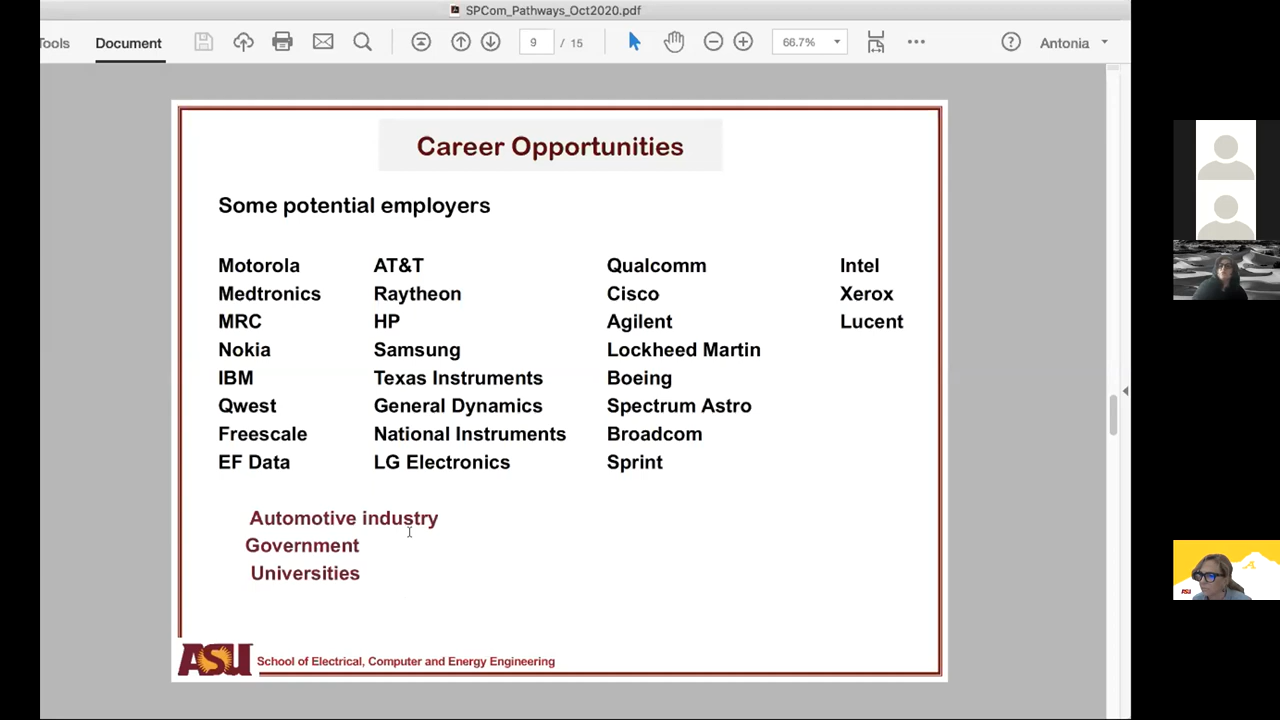 SPCom_Pathways_Oct2020.pdf
Tools Document 9 / 15 66.7% Antonia
Career Opportunities
Some potential employers
Motorola AT&T Qualcomm Intel
Medtronics Raytheon Cisco Xerox
MRC HP Agilent Lucent
Nokia Samsung Lockheed Martin
IBM Texas Instruments Boeing
Qwest General Dynamics Spectrum Astro
Freescale National Instruments Broadcom
EF Data LG Electronics Sprint
Automotive industry
Government
Universities
ASU School of Electrical, Computer and Energy Engineering
ASU